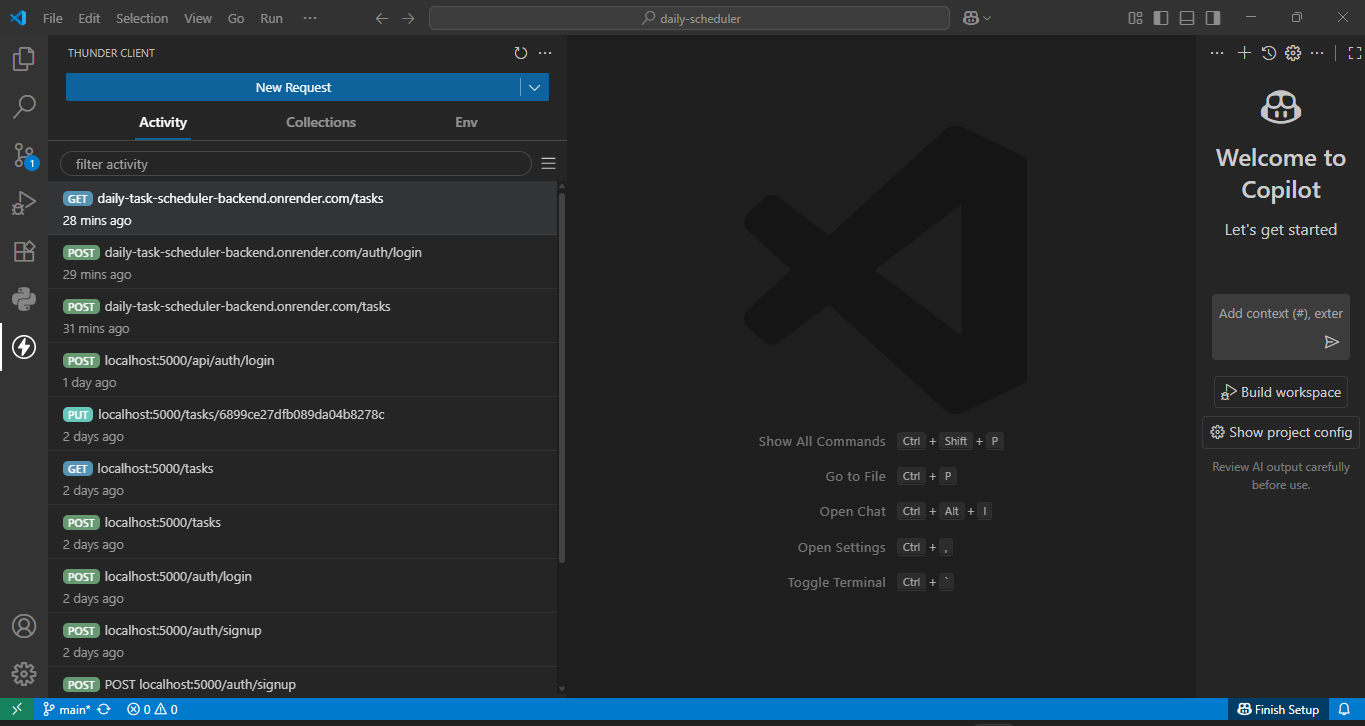 File Edit Selection View Go Run ···
daily-scheduler
THUNDER CLIENT
New Request
Activity Collections Env
filter activity
GET daily-task-scheduler-backend.onrender.com/tasks
28 mins ago
POST daily-task-scheduler-backend.onrender.com/auth/login
29 mins ago
POST daily-task-scheduler-backend.onrender.com/tasks
31 mins ago
POST localhost:5000/api/auth/login
1 day ago
PUT localhost:5000/tasks/6899ce27dfb089da04b8278c
2 days ago
GET localhost:5000/tasks
2 days ago
POST localhost:5000/tasks
2 days ago
POST localhost:5000/auth/login
2 days ago
POST localhost:5000/auth/signup
2 days ago
POST POST localhost:5000/auth/signup
1
Show All Commands Ctrl + Shift + P
Go to File Ctrl + P
Open Chat Ctrl + Alt + I
Open Settings Ctrl + ,
Toggle Terminal Ctrl + `
Welcome to
Copilot
Let's get started
Add context (#), exter
Build workspace
Show project config
Review AI output carefully
before use.
main* 0 0
Finish Setup